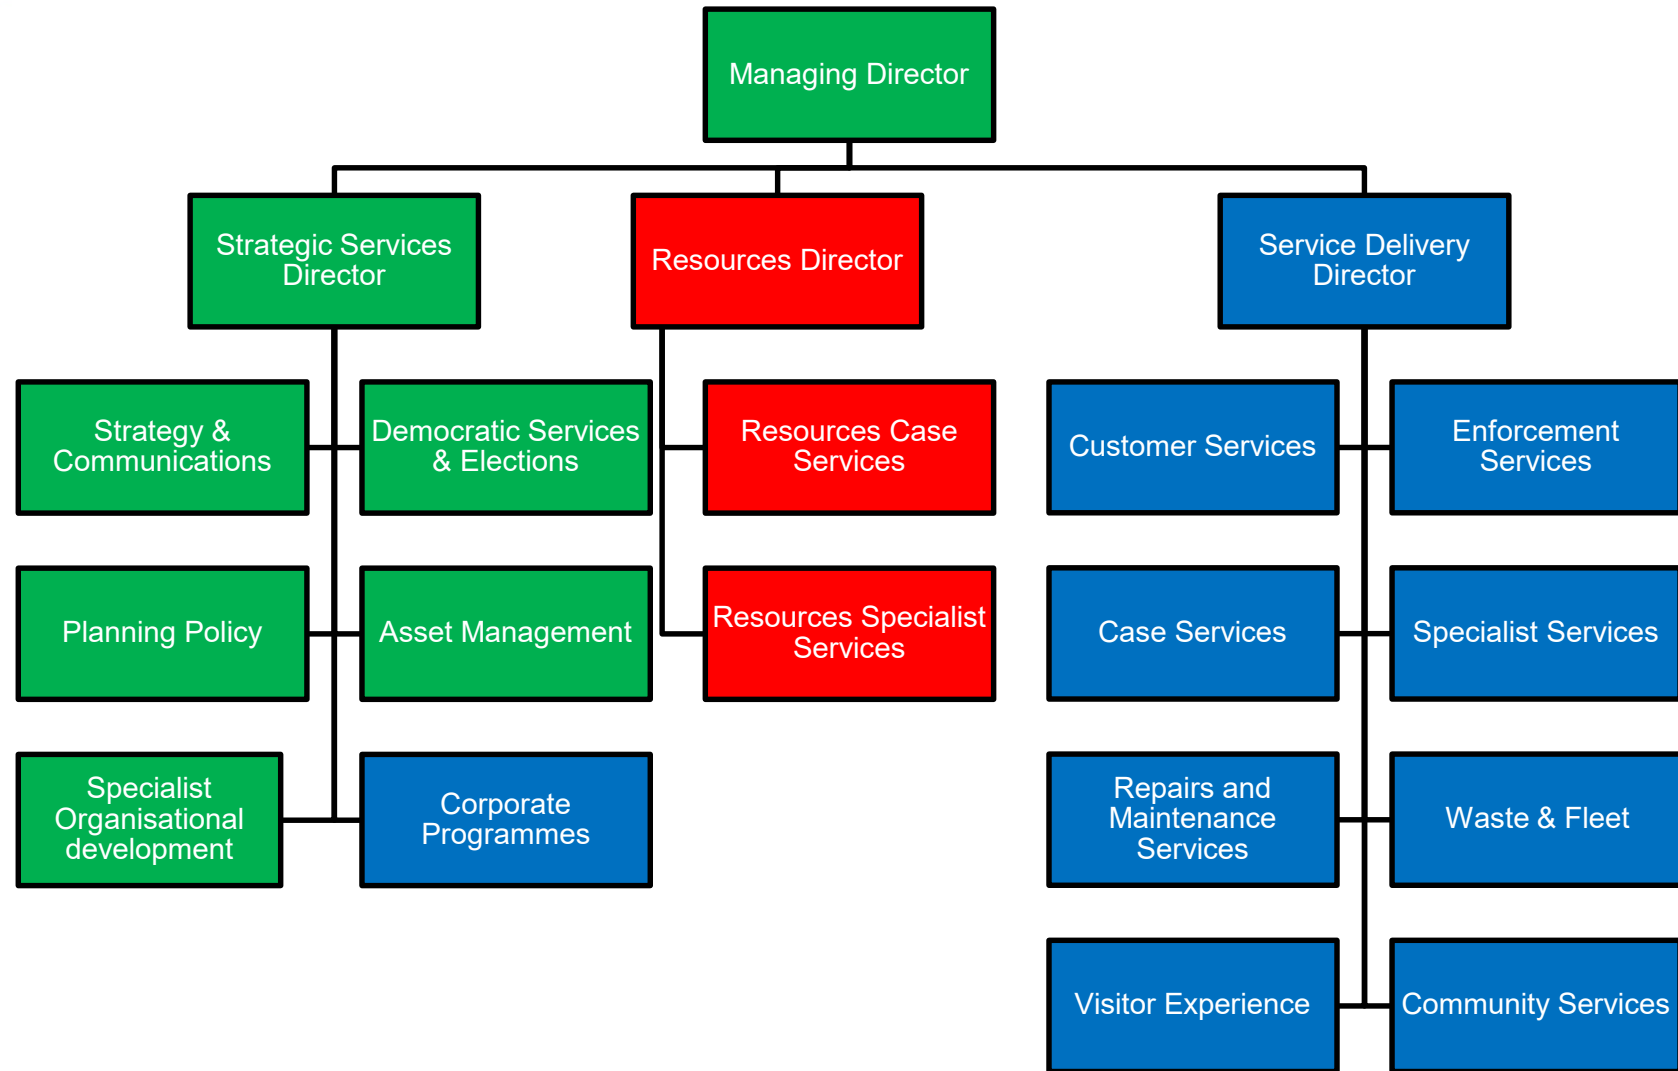 Managing Director
Strategic Services
Director
Resources Director
Service Delivery
Director
Strategy &
Communications
Democratic Services
& Elections
Resources Case
Services
Customer Services
Enforcement
Services
Planning Policy
Asset Management
Resources Specialist
Services
Case Services
Specialist Services
Specialist
Organisational
development
Corporate
Programmes
Repairs and
Maintenance
Services
Waste & Fleet
Visitor Experience
Community Services